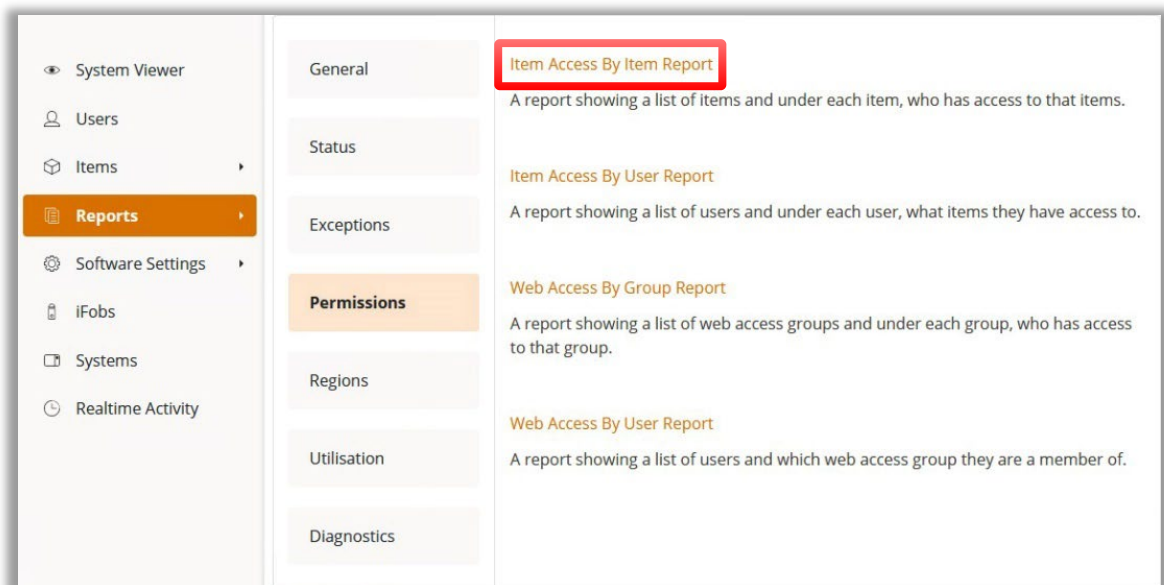 System Viewer
Users
Items
Reports
Software Settings
iFobs
Systems
Realtime Activity
General
Status
Exceptions
Permissions
Regions
Utilisation
Diagnostics
Item Access By Item Report
A report showing a list of items and under each item, who has access to that items.
Item Access By User Report
A report showing a list of users and under each user, what items they have access to.
Web Access By Group Report
A report showing a list of web access groups and under each group, who has access
to that group.
Web Access By User Report
A report showing a list of users and which web access group they are a member of.